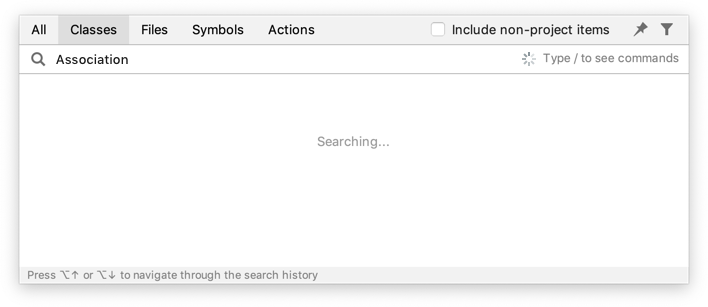 All Classes Files Symbols Actions Include non-project items
Association Type / to see commands
Searching...
Press ⌥↑ or ⌥↓ to navigate through the search history